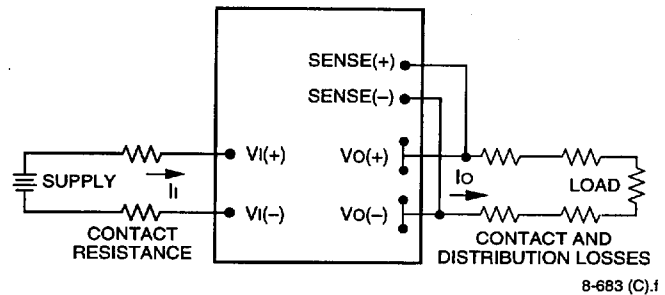 SENSE(+)
SENSE(–)
VI(+)
VO(+)
SUPPLY
II
IO
LOAD
VI(–)
VO(–)
CONTACT
RESISTANCE
CONTACT AND
DISTRIBUTION LOSSES
8-683 (C).f